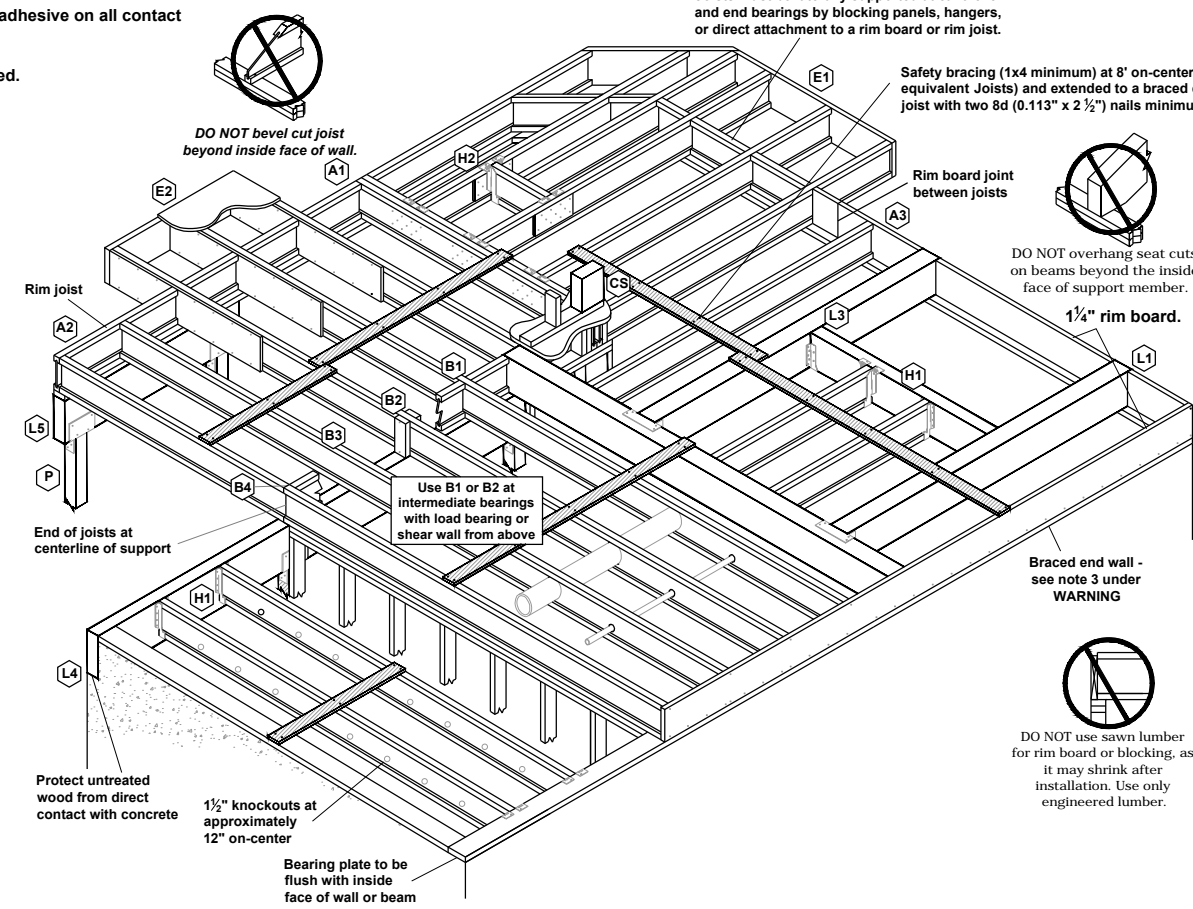 adhesive on all contact
ed.
and end bearings by blocking panels, hangers,
or direct attachment to a rim board or rim joist.
Safety bracing (1x4 minimum) at 8' on-center
equivalent Joists) and extended to a braced
joist with two 8d (0.113" x 2 ½") nails minimu
DO NOT bevel cut joist
beyond inside face of wall.
E1
A1
H2
E2
Rim board joint
between joists
A3
DO NOT overhang seat cuts
on beams beyond the inside
face of support member.
Rim joist
A2
CS
L3
1¼" rim board.
L1
B1
H1
B2
L5
B3
P
B4
Use B1 or B2 at
intermediate bearings
with load bearing or
shear wall from above
End of joists at
centerline of support
Braced end wall -
see note 3 under
WARNING
H1
L4
DO NOT use sawn lumber
for rim board or blocking, as
it may shrink after
installation. Use only
engineered lumber.
Protect untreated
wood from direct
contact with concrete
1½" knockouts at
approximately
12" on-center
Bearing plate to be
flush with inside
face of wall or beam